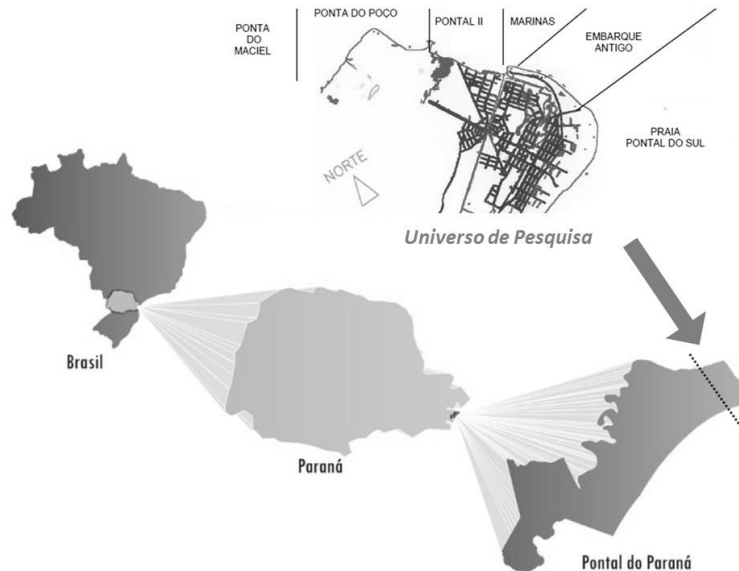 PONTA
DO
MACIEL
PONTA DO POÇO
PONTAL II
MARINAS
EMBARQUE
ANTIGO
PRAIA
PONTAL DO SUL
NORTE
Universo de Pesquisa
Brasil
Paraná
Pontal do Paraná